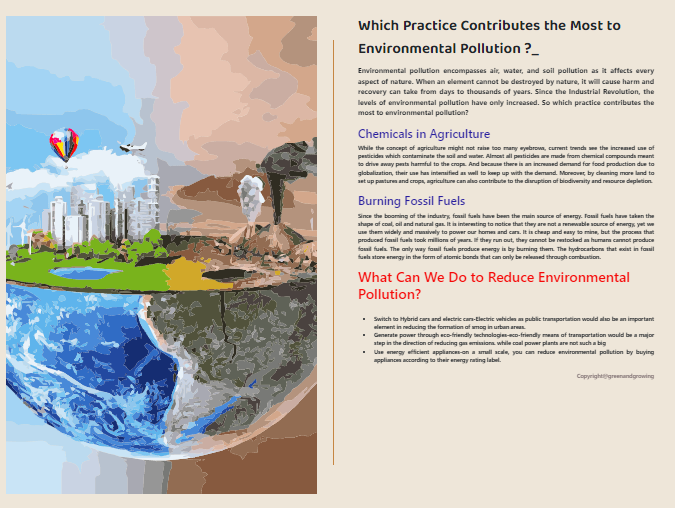 Which Practice Contributes the Most to
Environmental Pollution ?_
Environmental pollution encompasses air, water, and soil pollution as it affects every
aspect of nature. When an element cannot be destroyed by nature, it will cause harm and
recovery can take from days to thousands of years. Since the Industrial Revolution, the
levels of environmental pollution have only increased. So which practice contributes the
most to environmental pollution?
Chemicals in Agriculture
While the concept of agriculture might not raise too many eyebrows, current trends see the increased use of
pesticides which contaminate the soil and water. Almost all pesticides are made from chemical compounds meant
to drive away pests harmful to the crops. And because there is an increased demand for food production due to
globalization, their use has intensified as well to keep up with the demand. Moreover, by cleaning more land to
set up pastures and crops, agriculture can also contribute to the disruption of biodiversity and resource depletion.
Burning Fossil Fuels
Since the booming of the industry, fossil fuels have been the main source of energy. Fossil fuels have taken the
shape of coal, oil and natural gas. It is interesting to notice that they are not a renewable source of energy, yet we
use them widely and massively to power our homes and cars. It is cheap and easy to mine, but the process that
produced fossil fuels took millions of years. If they run out, they cannot be restocked as humans cannot produce
fossil fuels. The only way fossil fuels produce energy is by burning them. The hydrocarbons that exist in fossil
fuels store energy in the form of atomic bonds that can only be released through combustion.
What Can We Do to Reduce Environmental
Pollution?
• Switch to Hybrid cars and electric cars-Electric vehicles as public transportation would also be an important
element in reducing the formation of smog in urban areas.
• Generate power through eco-friendly technologies-eco-friendly means of transportation would be a major
step in the direction of reducing gas emissions. while coal power plants are not such a big
• Use energy efficient appliances-on a small scale, you can reduce environmental pollution by buying
appliances according to their energy rating label.
Copyright@greenandgrowing